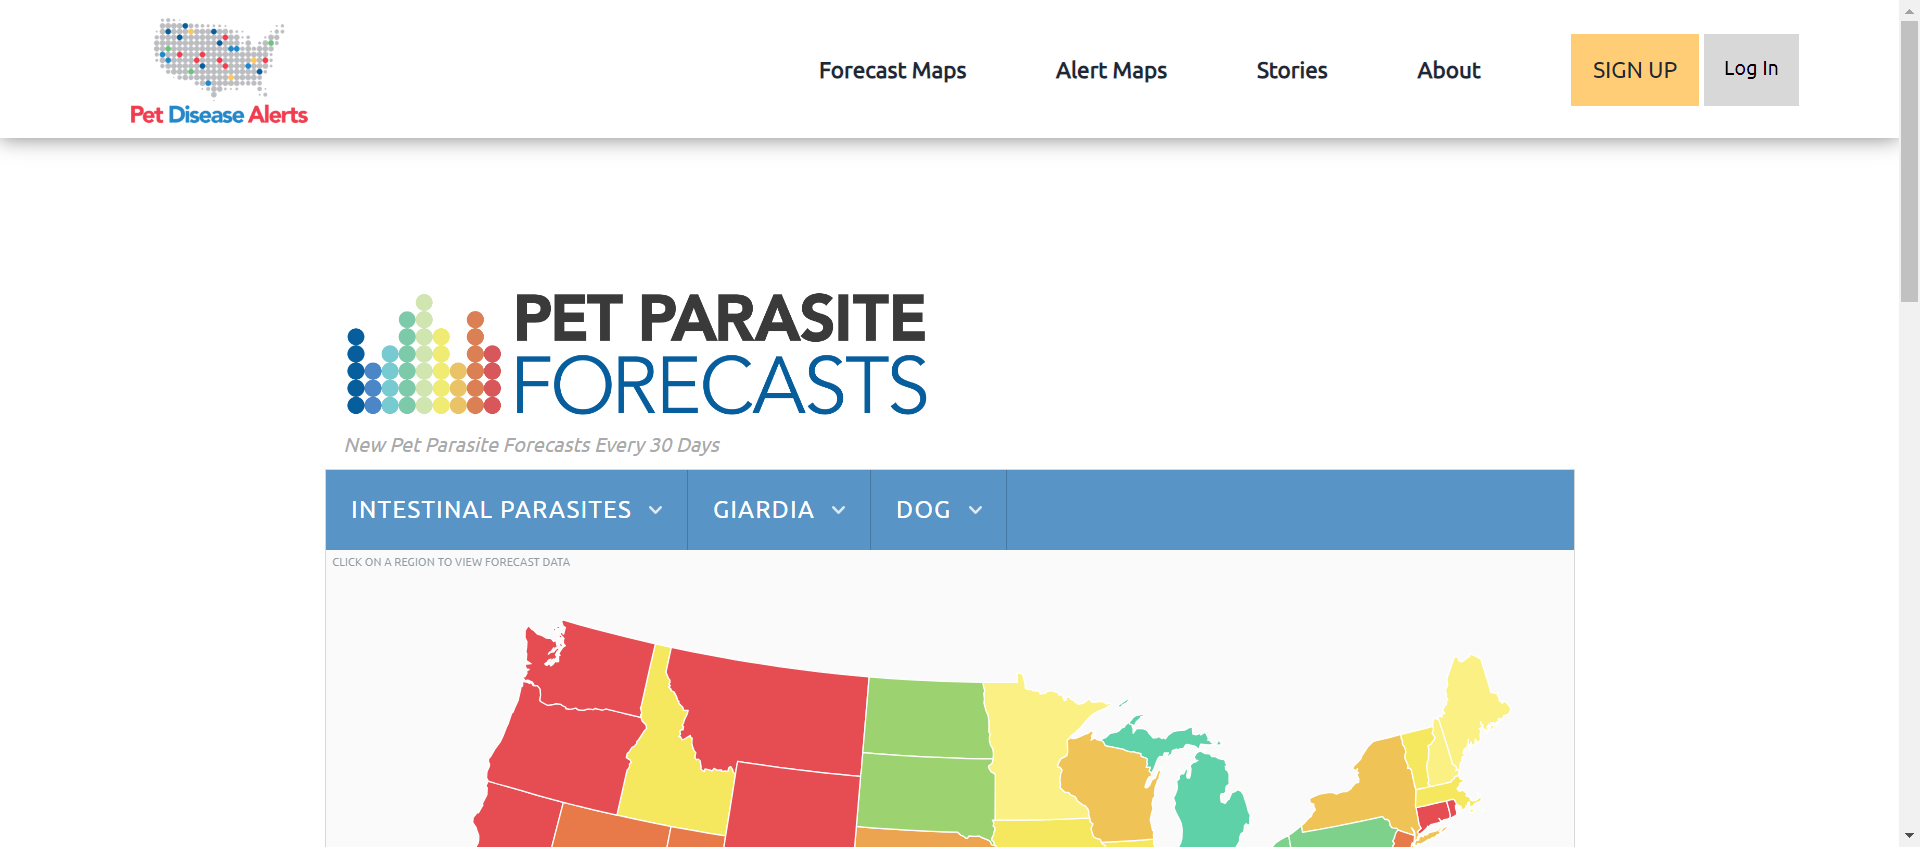 Pet Disease Alerts
Forecast Maps
Alert Maps
Stories
About
SIGN UP
Log In
PET PARASITE
FORECASTS
New Pet Parasite Forecasts Every 30 Days
INTESTINAL PARASITES
GIARDIA
DOG
CLICK ON A REGION TO VIEW FORECAST DATA